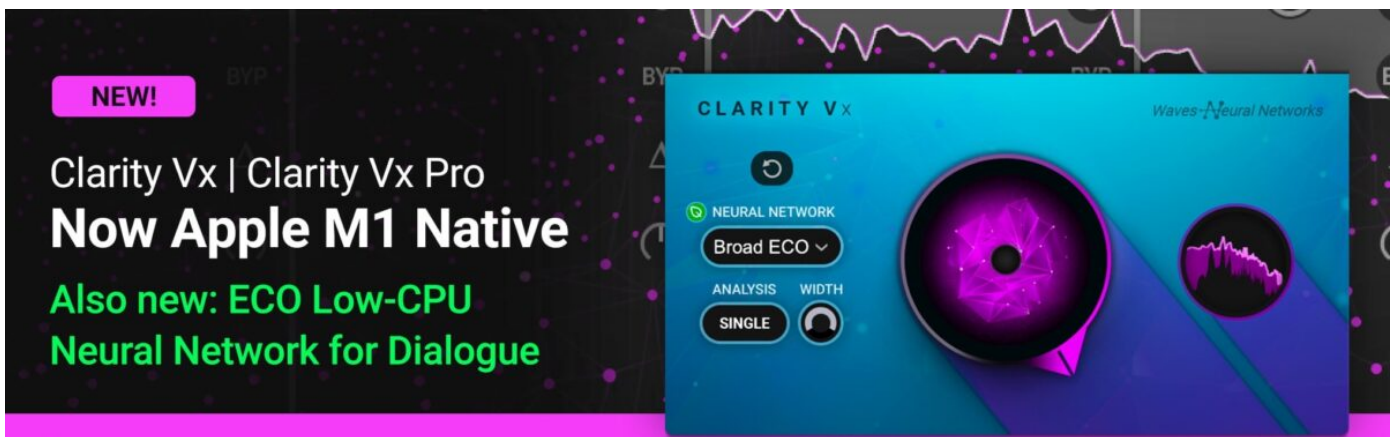 NEW!
Clarity Vx | Clarity Vx Pro
Now Apple M1 Native
Also new: ECO Low-CPU
Neural Network for Dialogue
BYP
BYP
CLARITY Vx
Waves Neural Networks
NEURAL NETWORK
Broad ECO
ANALYSIS WIDTH
SINGLE